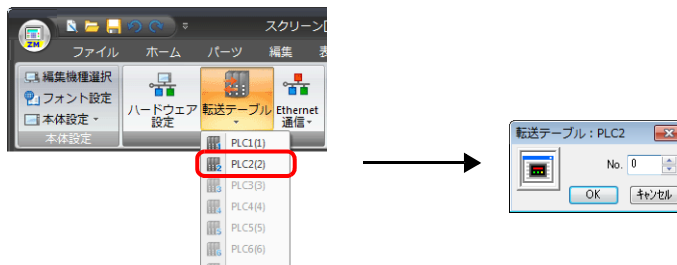 スクリーン
ZM
ファイル ホーム パーツ 編集
編集機種選択
フォント設定
本体設定
本体設定
ハードウェア
設定
転送テーブル
Ethernet
通信
PLC1(1)
PLC2(2)
PLC3(3)
PLC4(4)
PLC5(5)
PLC6(6)
転送テーブル：PLC2
No. 0
OK キャンセル